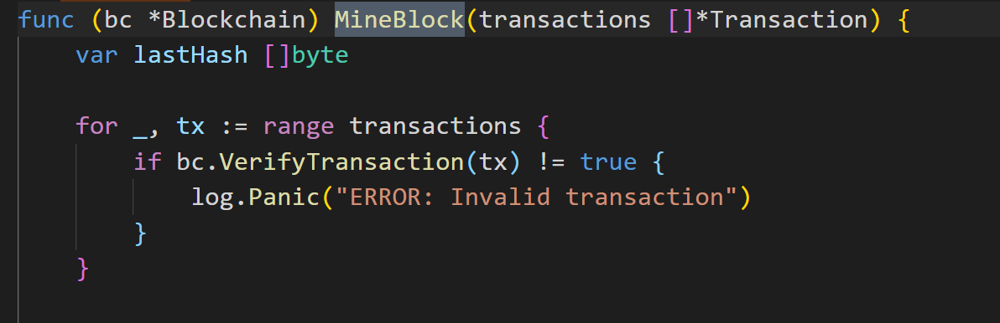 func (bc *Blockchain) MineBlock(transactions []*Transaction) {
    var lastHash []byte

    for _, tx := range transactions {
        if bc.VerifyTransaction(tx) != true {
            log.Panic("ERROR: Invalid transaction")
        }
    }